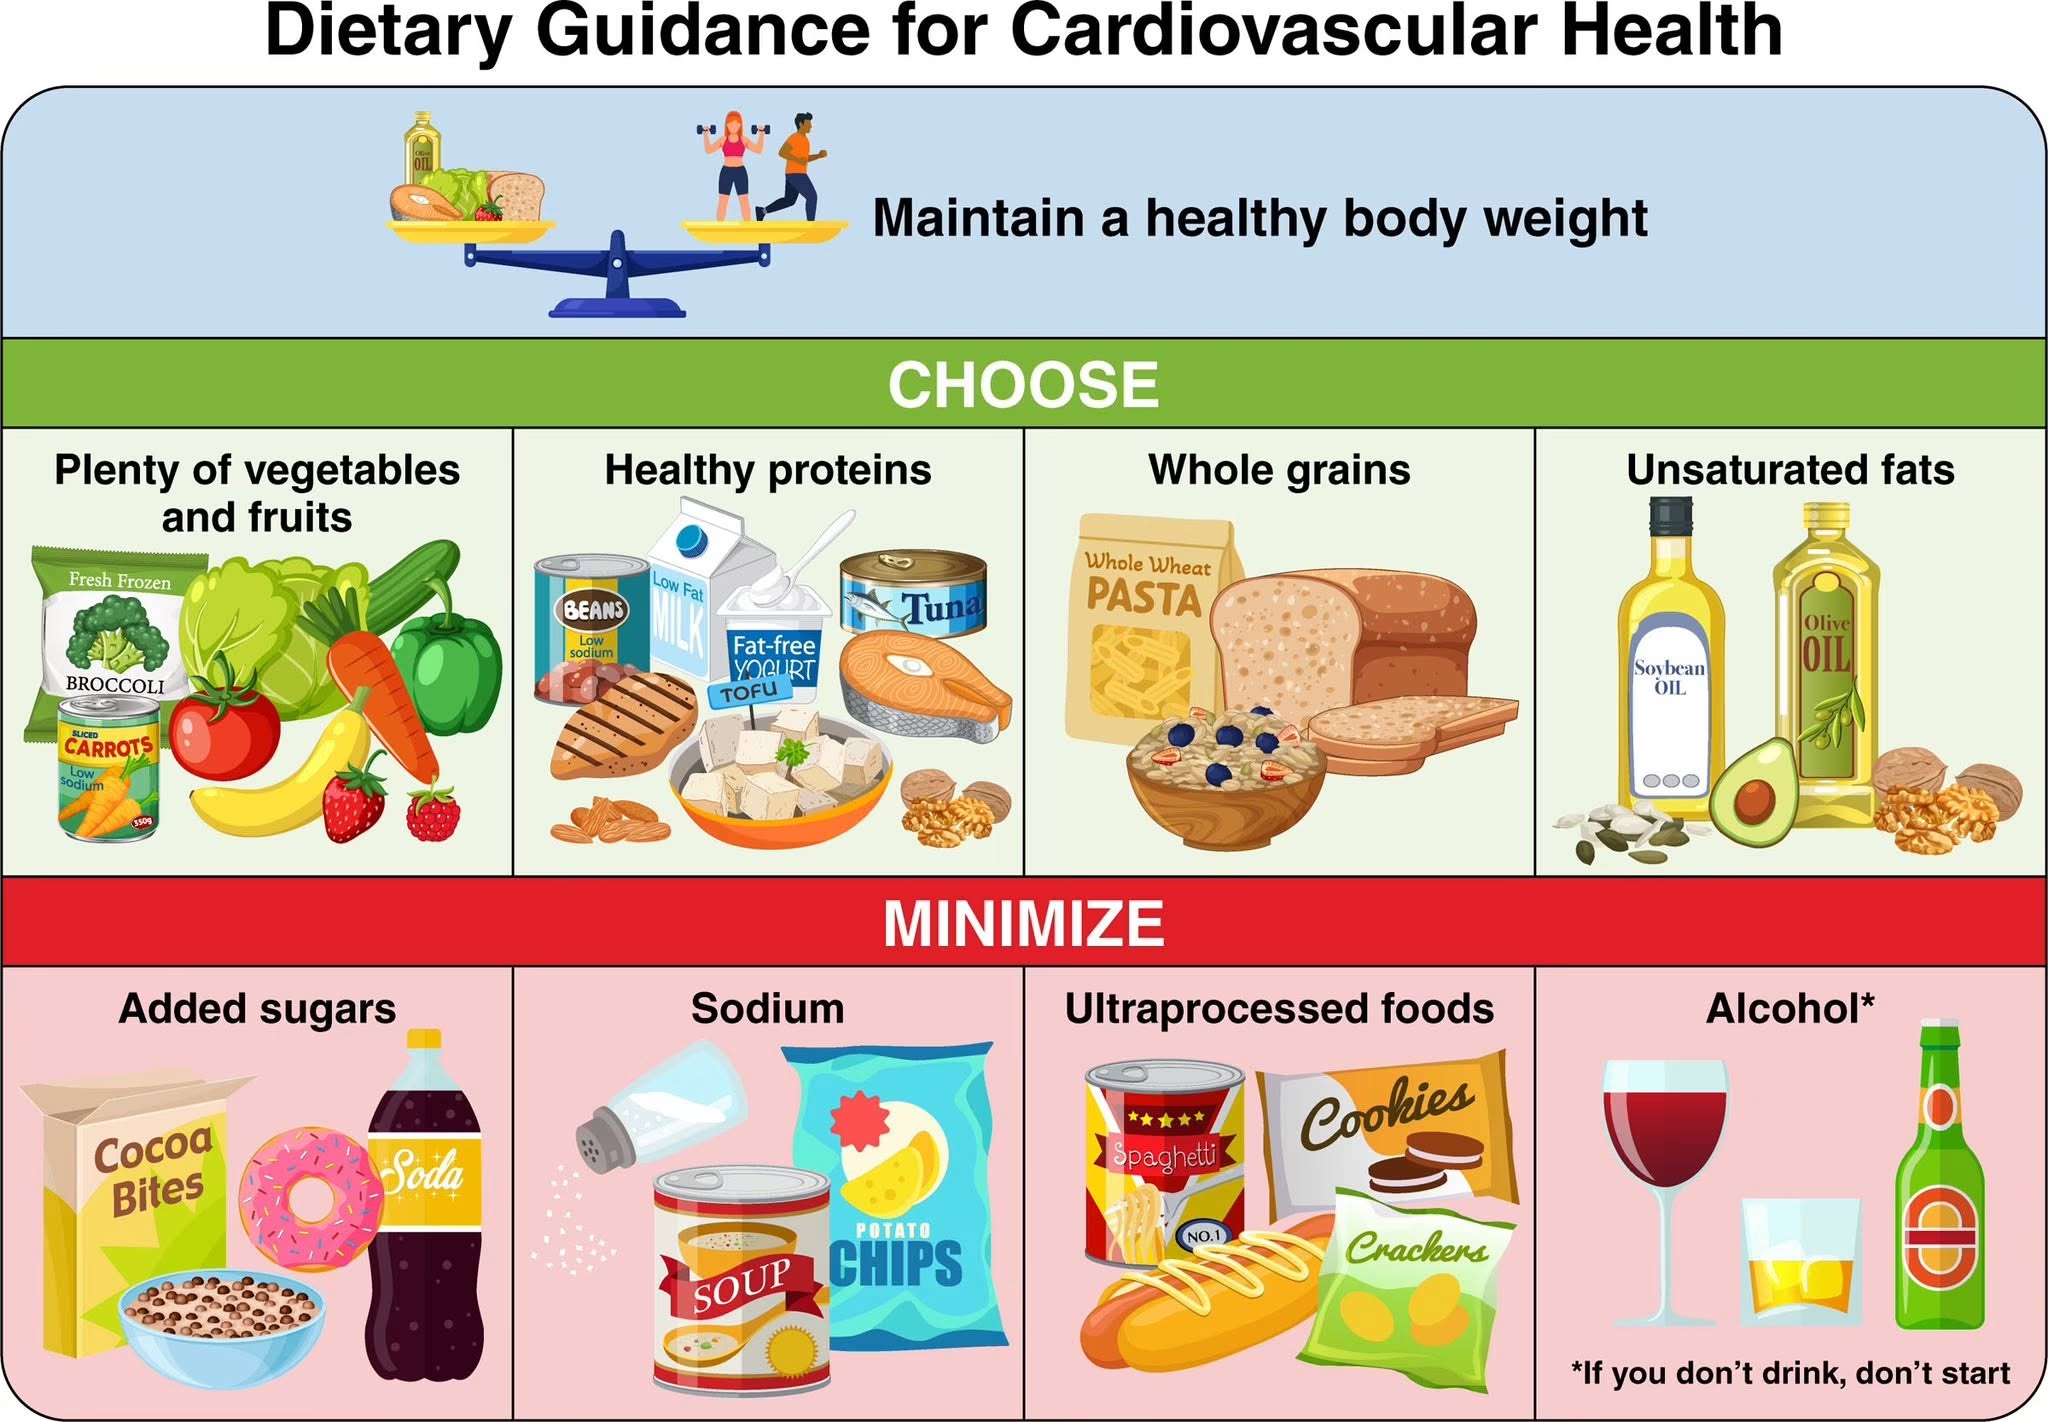 Dietary Guidance for Cardiovascular Health
Olive
OIL
Maintain a healthy body weight
CHOOSE
Plenty of vegetables
and fruits
Fresh Frozen
BROCCOLI
SLICED
CARROTS
Low
sodium
350g
Healthy proteins
BEANS
Low
sodium
Low Fat
MILK
Fat-free
YOGURT
Tuna
TOFU
Whole grains
Whole Wheat
PASTA
Unsaturated fats
Soybean
OIL
Olive
OIL
MINIMIZE
Added sugars
Cocoa
Bites
Soda
Sodium
SOUP
POTATO
CHIPS
Ultraprocessed foods
Spaghetti
NO.1
Cookies
Crackers
Alcohol*
*If you don't drink, don't start